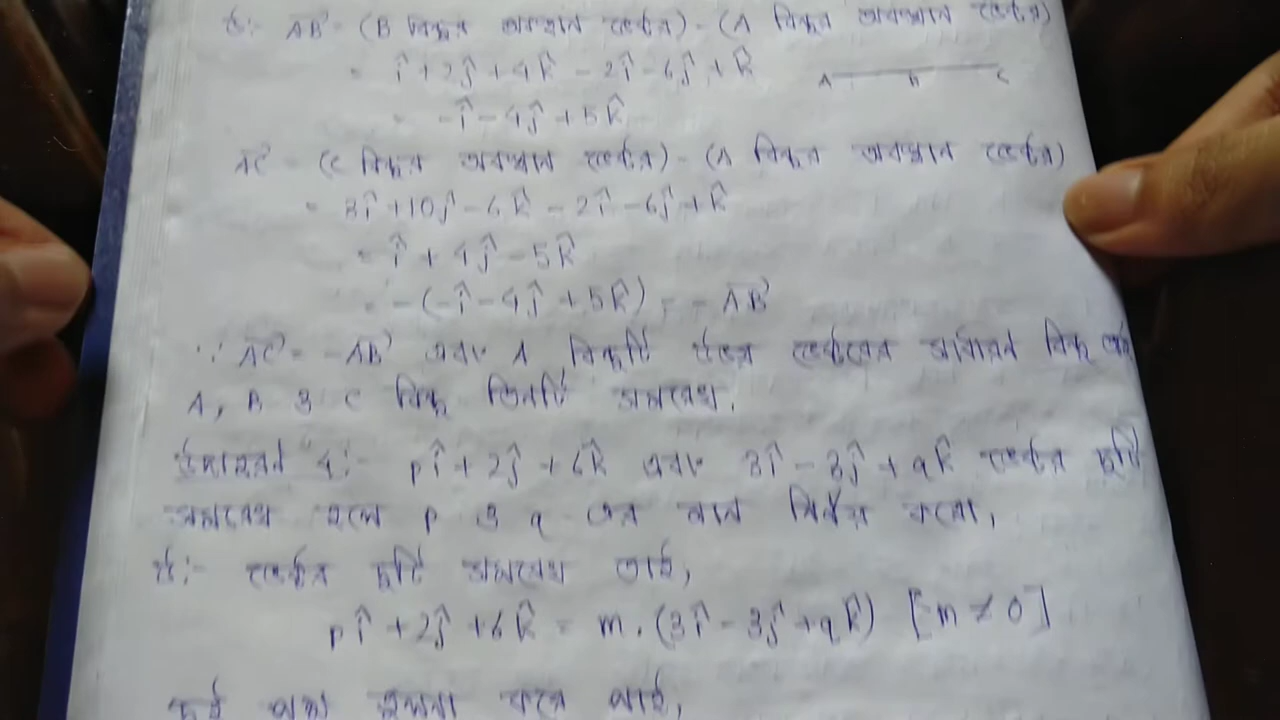 উঃ AB⃗ = (B বিন্দুর অবস্থান ভেক্টর) - (A বিন্দুর অবস্থান ভেক্টর)
= î + 2ĵ + 4k̂ - 2î - 6ĵ + k̂
A B C
= -î - 4ĵ + 5k̂
AC⃗ = (C বিন্দুর অবস্থান ভেক্টর) - (A বিন্দুর অবস্থান ভেক্টর)
= 3î + 10ĵ - 6k̂ - 2î - 6ĵ + k̂
= î + 4ĵ - 5k̂
= -(-î - 4ĵ + 5k̂) = -AB⃗
∵ AC⃗ = -AB⃗ এবং A বিন্দুটি উভয় ভেক্টরের সাধারণ বিন্দু
A, B ও C বিন্দু তিনটি সমরেখ।
উদাহরণ 4:- pî + 2ĵ + 6k̂ এবং 3î - 3ĵ + qk̂ ভেক্টর দুটি
সমরেখ হলে p ও q এর মান নির্ণয় করো।
উ:- ভেক্টর দুটি সমরেখ তাই,
pî + 2ĵ + 6k̂ = m.(3î - 3ĵ + qk̂) [m ≠ 0]
তুলনা করে পাই,